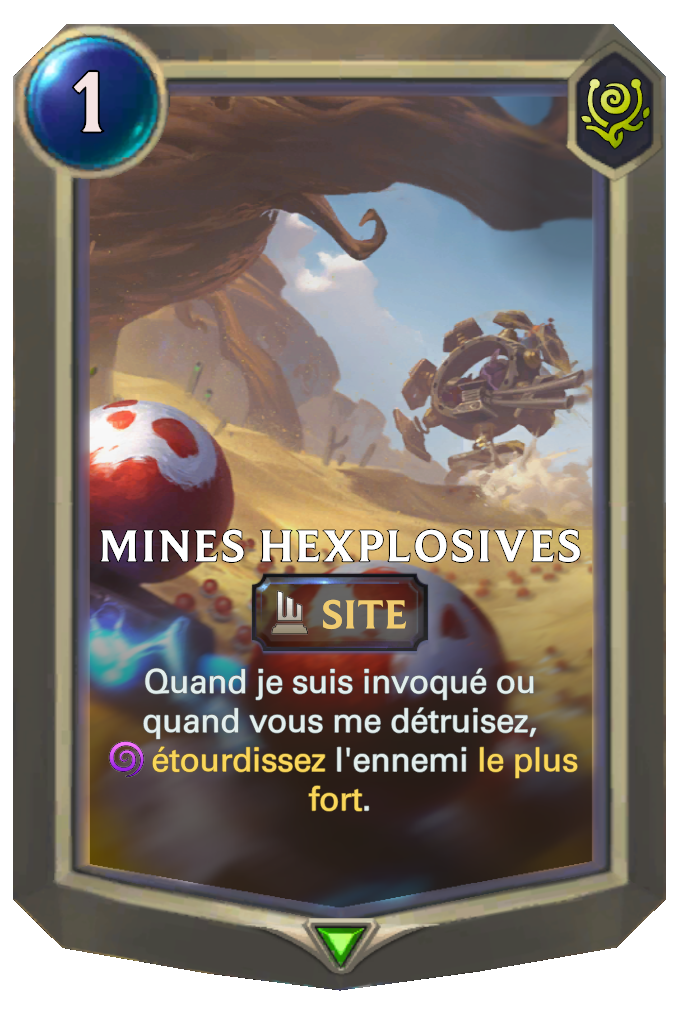 1
MINES HEXPLOSIVES
SITE
Quand je suis invoqué ou
quand vous me détruisez,
étourdissez l'ennemi le plus
fort.